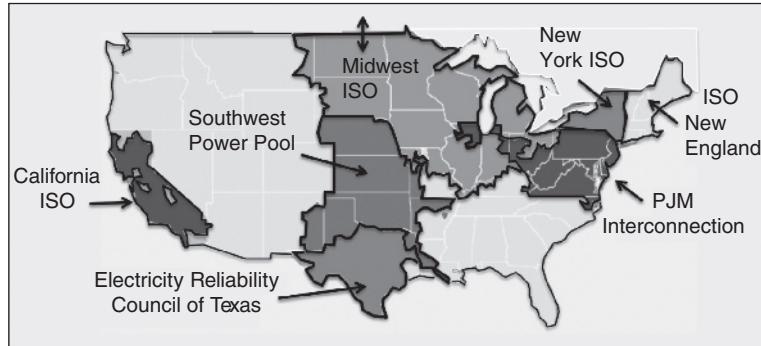 New
York ISO
Midwest
ISO
ISO
New
England
Southwest
Power Pool
California
ISO
PJM
Interconnection
Electricity Reliability
Council of Texas